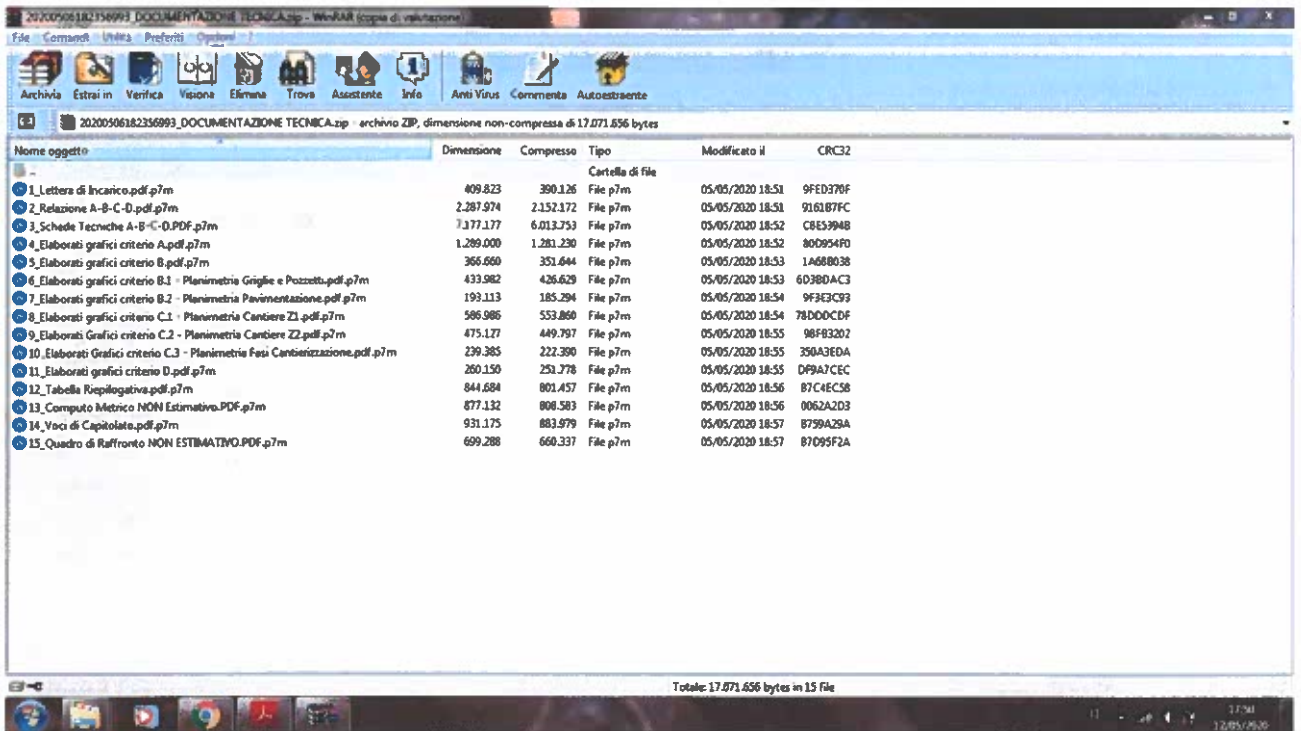 20200506182356993_DOCUMENTAZIONE TECNICA.zip - WinRAR (copia di valutazione)
File Comandi Utilità Preferiti Opzioni ?
Archivia Estrai in Verifica Visiona Elimina Trova Assistente Info Anti Virus Commenta Autoestraente
20200506182356993_DOCUMENTAZIONE TECNICA.zip - archivio ZIP, dimensione non-compressa di 17.071.656 bytes
Nome oggetto Dimensione Compresso Tipo Modificato il CRC32
.. Cartella di file
1_Lettera di Incarico.pdf.p7m 409.823 390.126 File p7m 05/05/2020 18:51 9FED370F
2_Relazione A-B-C-D.pdf.p7m 2.287.974 2.152.172 File p7m 05/05/2020 18:51 9161B7FC
3_Schede Tecniche A-B-C-D.PDF.p7m 7.177.177 6.013.753 File p7m 05/05/2020 18:52 C8E5394B
4_Elaborati grafici criterio A.pdf.p7m 1.289.000 1.281.230 File p7m 05/05/2020 18:52 80D954F0
5_Elaborati grafici criterio B.pdf.p7m 366.660 351.644 File p7m 05/05/2020 18:53 1A68B038
6_Elaborati grafici criterio B.1 - Planimetria Griglie e Pozzetti.pdf.p7m 433.982 426.629 File p7m 05/05/2020 18:53 6D3BDAC3
7_Elaborati grafici criterio B.2 - Planimetria Pavimentazione.pdf.p7m 193.113 185.294 File p7m 05/05/2020 18:54 9F3E3C93
8_Elaborati grafici criterio C.1 - Planimetria Cantiere Z1.pdf.p7m 586.986 553.860 File p7m 05/05/2020 18:54 78DDDCDF
9_Elaborati Grafici criterio C.2 - Planimetria Cantiere Z2.pdf.p7m 475.127 449.797 File p7m 05/05/2020 18:55 98F83202
10_Elaborati Grafici criterio C.3 - Planimetria Fasi Cantierizzazione.pdf.p7m 239.385 222.390 File p7m 05/05/2020 18:55 350A3EDA
11_Elaborati grafici criterio D.pdf.p7m 260.150 251.778 File p7m 05/05/2020 18:55 DF9A7CEC
12_Tabella Riepilogativa.pdf.p7m 844.684 801.457 File p7m 05/05/2020 18:56 B7C4EC58
13_Computo Metrico NON Estimativo.PDF.p7m 877.132 808.583 File p7m 05/05/2020 18:56 0062A2D3
14_Voci di Capitolato.pdf.p7m 931.175 883.979 File p7m 05/05/2020 18:57 B759A29A
15_Quadro di Raffronto NON ESTIMATIVO.PDF.p7m 699.288 660.337 File p7m 05/05/2020 18:57 B7D95F2A
Totale: 17.071.656 bytes in 15 file
17:50
12/05/2020